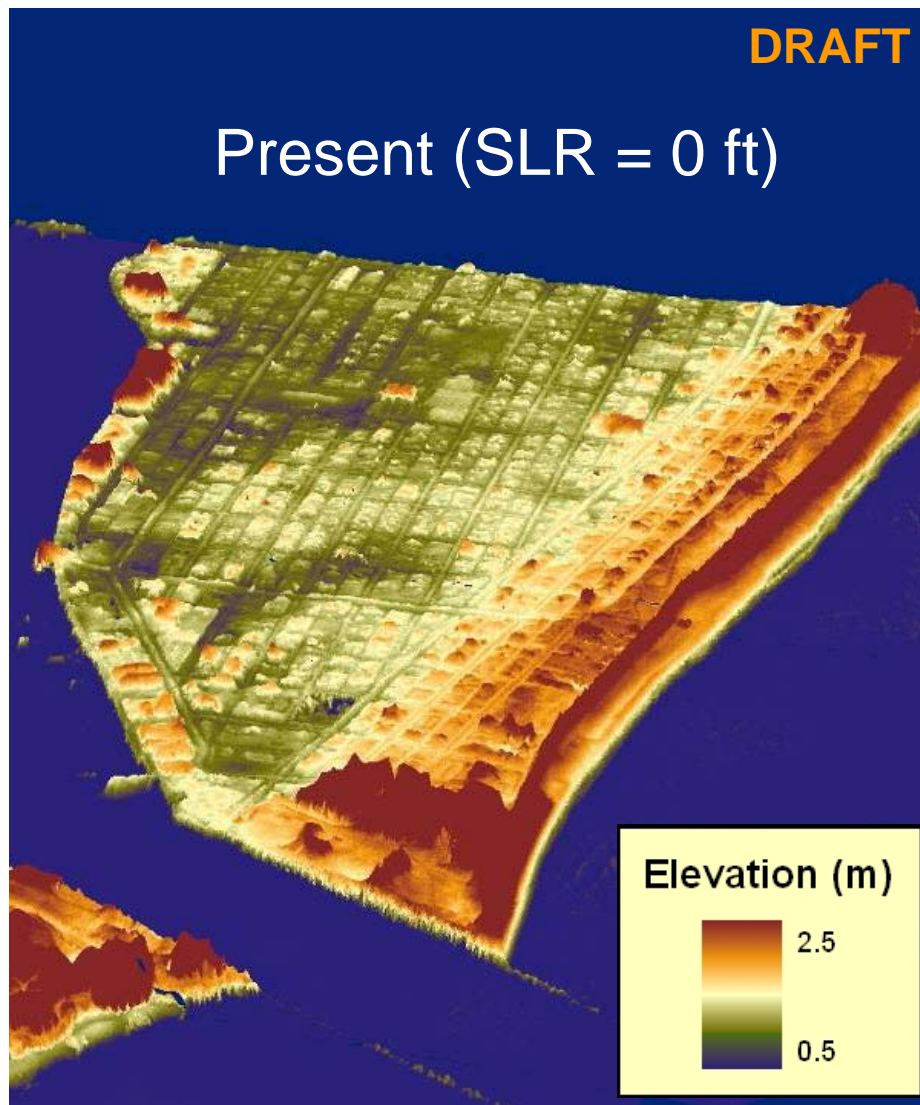 DRAFT
Present (SLR = 0 ft)
Elevation (m)
2.5
0.5